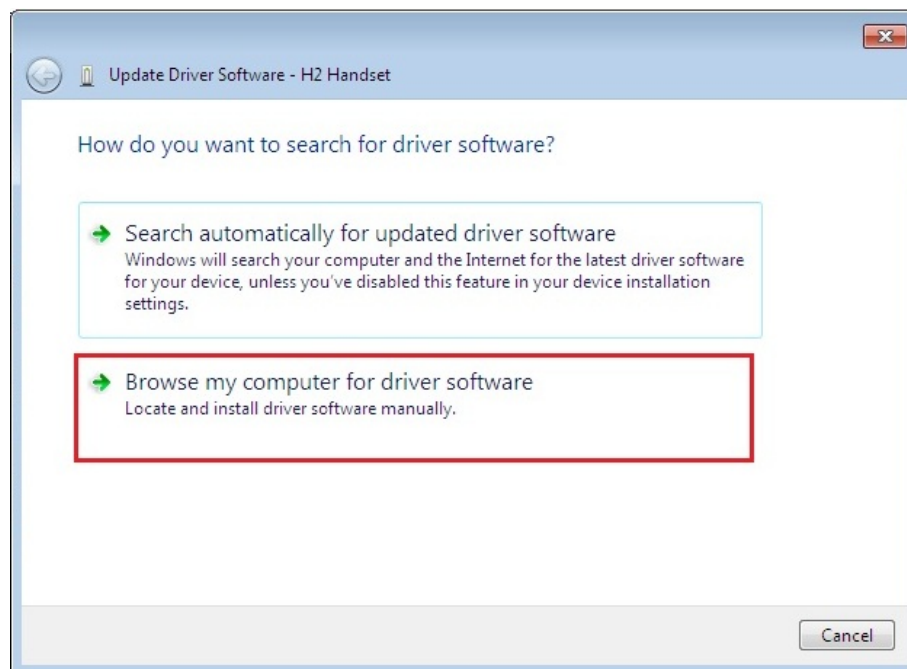 Update Driver Software - H2 Handset
How do you want to search for driver software?
Search automatically for updated driver software
Windows will search your computer and the Internet for the latest driver software
for your device, unless you've disabled this feature in your device installation
settings.
Browse my computer for driver software
Locate and install driver software manually.
Cancel